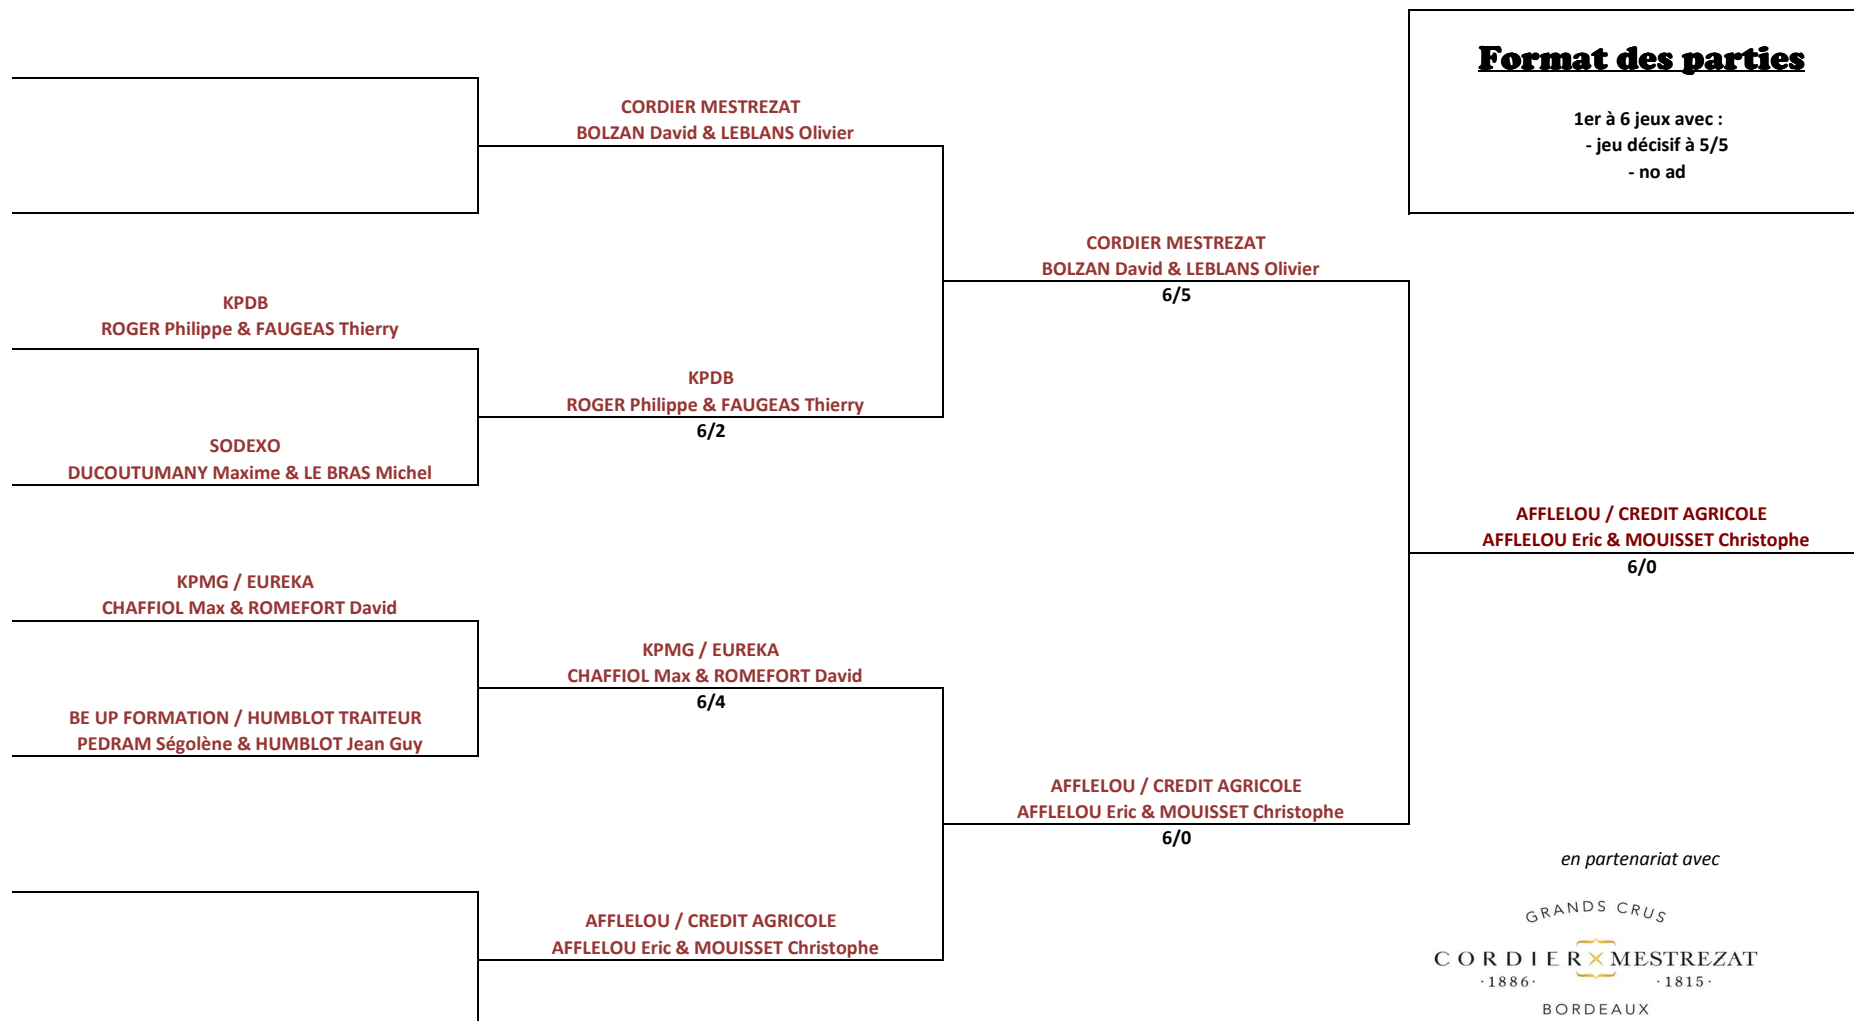 Format des parties
1er à 6 jeux avec :
- jeu décisif à 5/5
- no ad
CORDIER MESTREZAT
BOLZAN David & LEBLANS Olivier
CORDIER MESTREZAT
BOLZAN David & LEBLANS Olivier
6/5
KPDB
ROGER Philippe & FAUGEAS Thierry
KPDB
ROGER Philippe & FAUGEAS Thierry
6/2
SODEXO
DUCOUTUMANY Maxime & LE BRAS Michel
AFFLELOU / CREDIT AGRICOLE
AFFLELOU Eric & MOUISSET Christophe
6/0
KPMG / EUREKA
CHAFFIOL Max & ROMEFORT David
KPMG / EUREKA
CHAFFIOL Max & ROMEFORT David
6/4
BE UP FORMATION / HUMBLOT TRAITEUR
PEDRAM Ségolène & HUMBLOT Jean Guy
AFFLELOU / CREDIT AGRICOLE
AFFLELOU Eric & MOUISSET Christophe
6/0
AFFLELOU / CREDIT AGRICOLE
AFFLELOU Eric & MOUISSET Christophe
en partenariat avec
GRANDS CRUS
CORDIER MESTREZAT
·1886· ·1815·
BORDEAUX